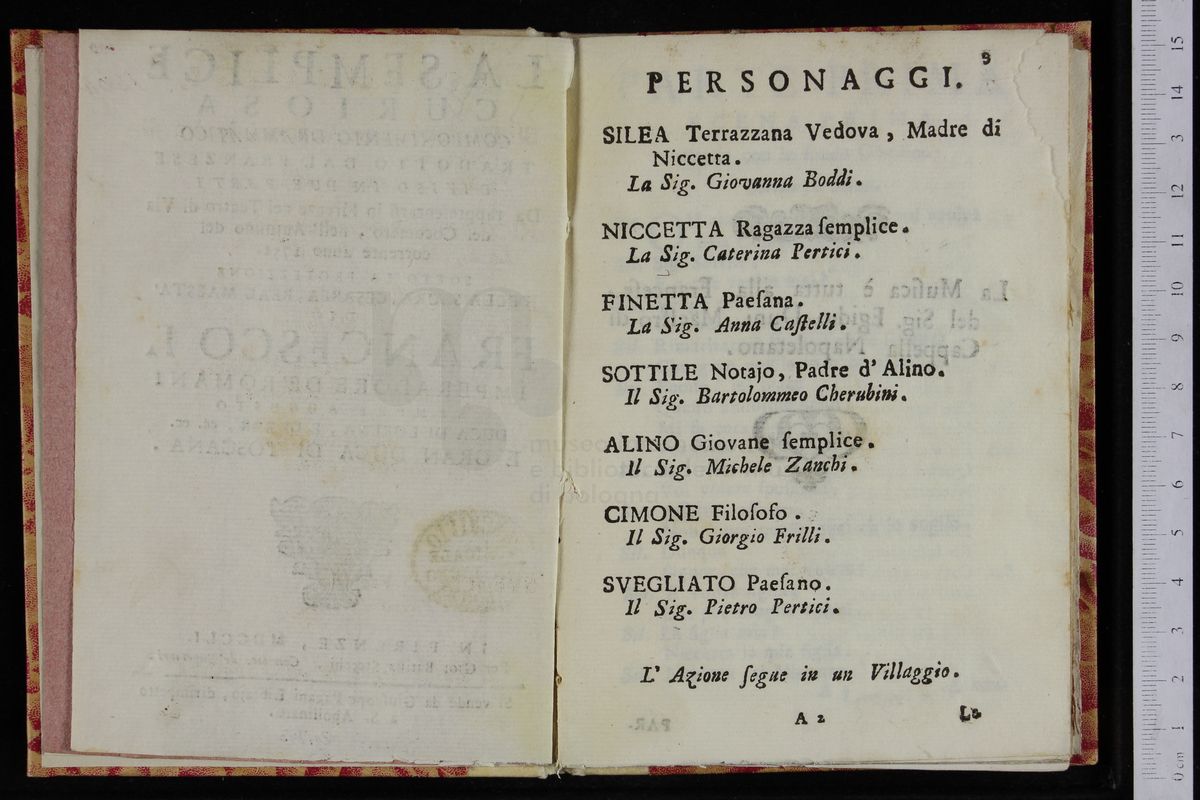 9
PERSONAGGI.
SILEA Terrazzana Vedova, Madre di
Niccetta.
La Sig. Giovanna Boddi.
NICCETTA Ragazza ſemplice.
La Sig. Caterina Pertici.
FINETTA Paeſana.
La Sig. Anna Caſtelli.
SOTTILE Notajo, Padre d' Alino.
Il Sig. Bartolommeo Cherubini.
ALINO Giovane ſemplice.
Il Sig. Michele Zanchi.
CIMONE Filoſofo.
Il Sig. Giorgio Frilli.
SVEGLIATO Paeſano.
Il Sig. Pietro Pertici.
L' Azione ſegue in un Villaggio.
A 2
La